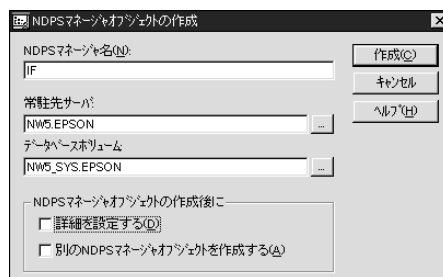 NDPSマネージャオブジェクトの作成
NDPSマネージャ名(N):
IF
作成(C)
キャンセル
ヘルプ(H)
常駐先サーバ:
NW5.EPSON
...
データベースボリューム:
NW5_SYS.EPSON
...
NDPSマネージャオブジェクトの作成後に
詳細を設定する(D)
別のNDPSマネージャオブジェクトを作成する(A)